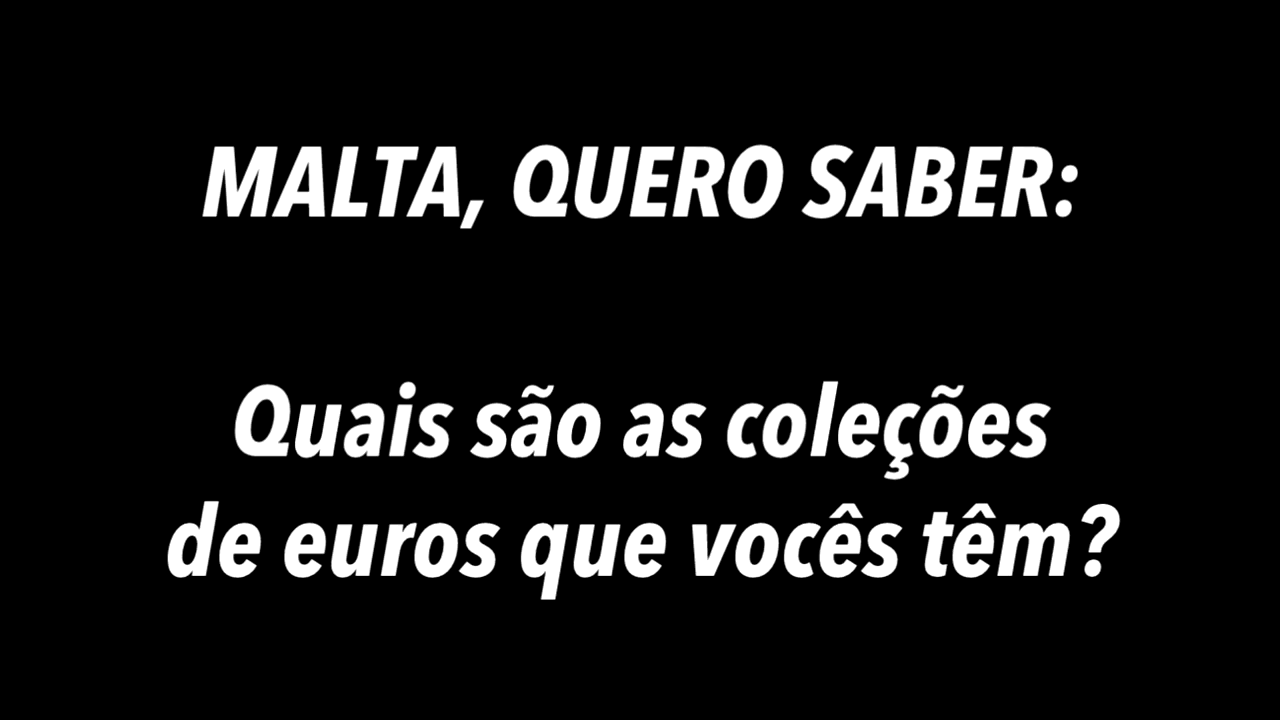 MALTA, QUERO SABER:
Quais são as coleções
de euros que vocês têm?